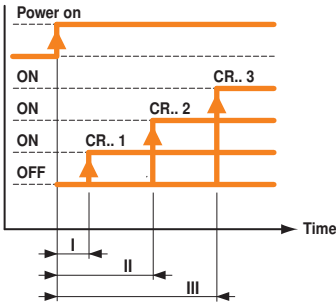 Power on
ON
CR.. 3
ON
CR.. 2
ON
CR.. 1
OFF
Time
I
II
III